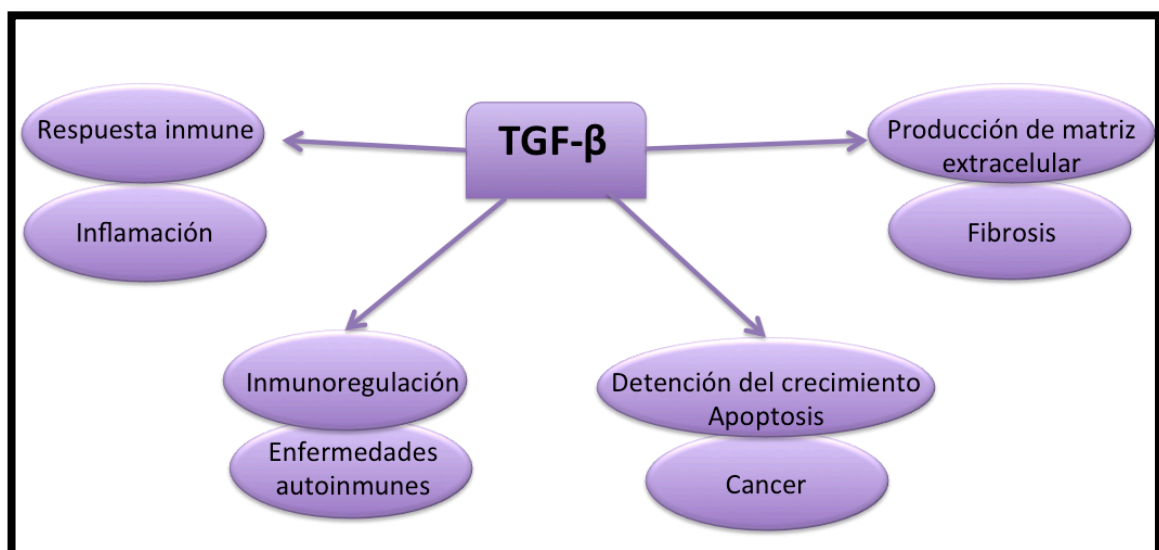 TGF-β
Respuesta inmune
Inflamación
Producción de matriz
extracelular
Fibrosis
Inmunoregulación
Enfermedades
autoinmunes
Detención del crecimiento
Apoptosis
Cancer